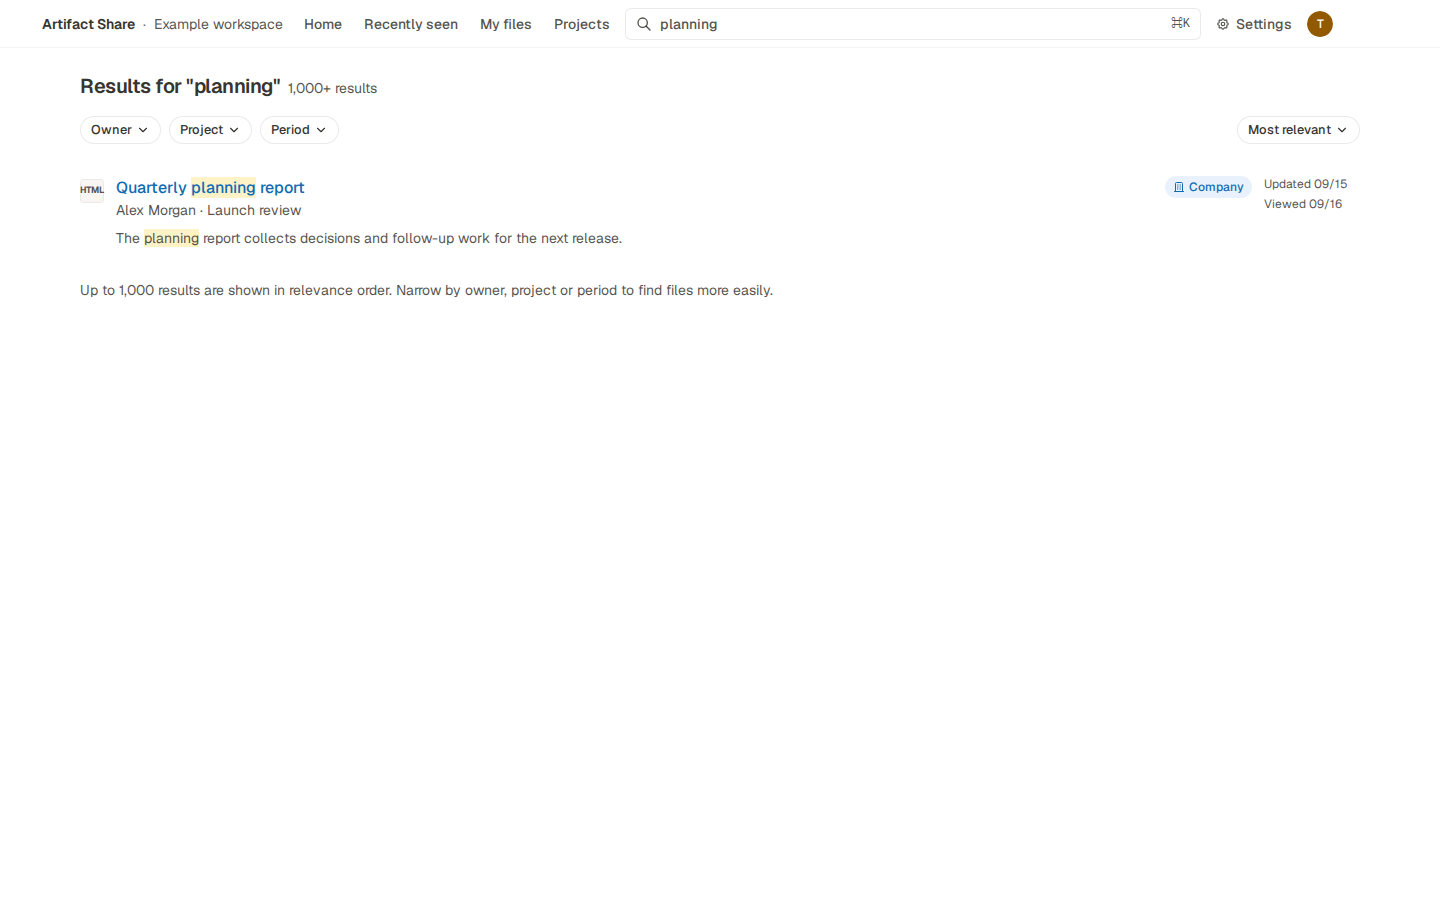 Artifact Share · Example workspace Home Recently seen My files Projects planning ⌘K Settings T
Results for "planning" 1,000+ results
Owner Project Period Most relevant
HTML Quarterly planning report Company Updated 09/15
Viewed 09/16
Alex Morgan · Launch review
The planning report collects decisions and follow-up work for the next release.
Up to 1,000 results are shown in relevance order. Narrow by owner, project or period to find files more easily.